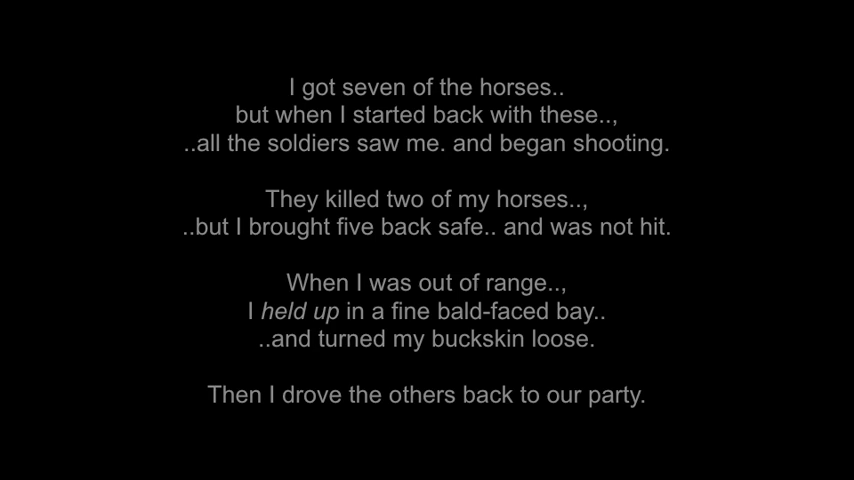 I got seven of the horses..
but when I started back with these..,
..all the soldiers saw me. and began shooting.
They killed two of my horses..,
..but I brought five back safe.. and was not hit.
When I was out of range..,
I held up in a fine bald-faced bay..
..and turned my buckskin loose.
Then I drove the others back to our party.